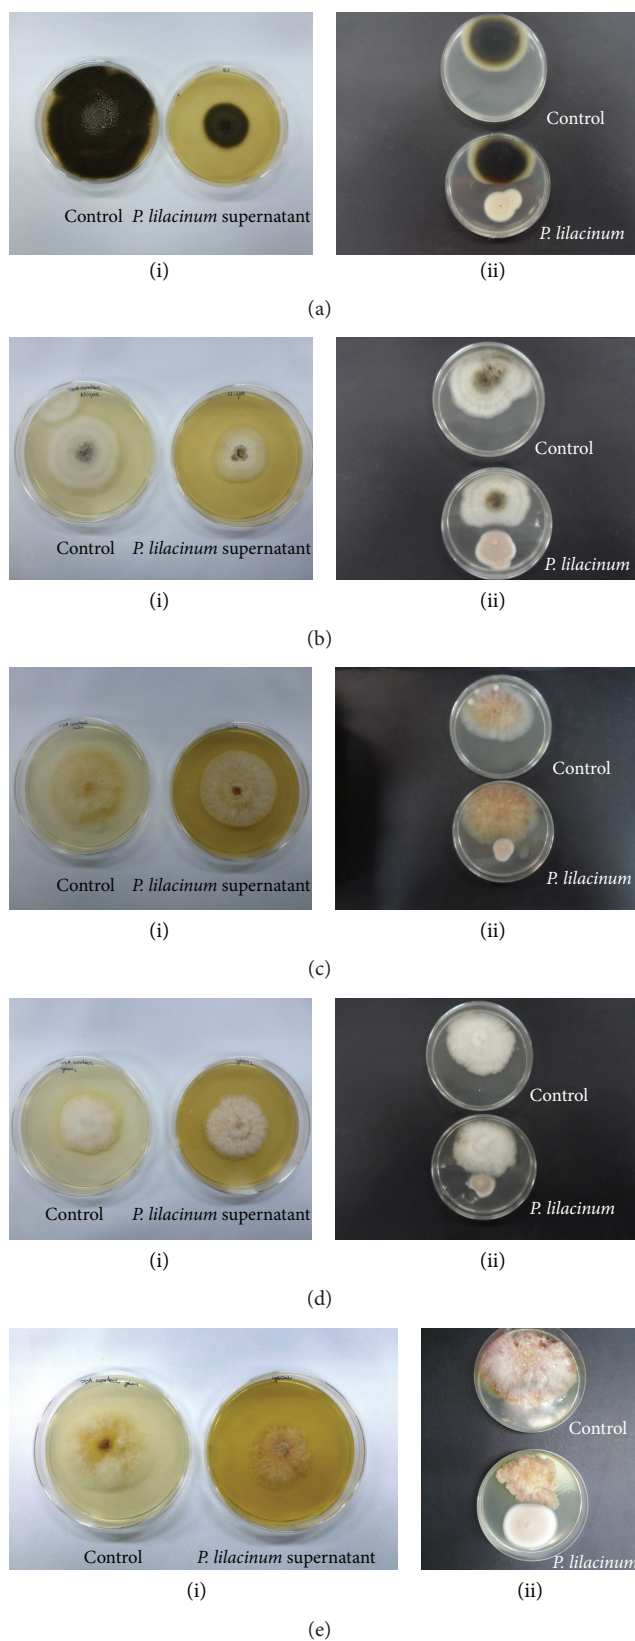 Control P. lilacinum supernatant
Control
P. lilacinum
(i)
(ii)
(a)
Control P. lilacinum supernatant
Control
P. lilacinum
(i)
(ii)
(b)
Control P. lilacinum supernatant
Control
P. lilacinum
(i)
(ii)
(c)
Control P. lilacinum supernatant
Control
P. lilacinum
(i)
(ii)
(d)
Control P. lilacinum supernatant
Control
P. lilacinum
(i)
(ii)
(e)